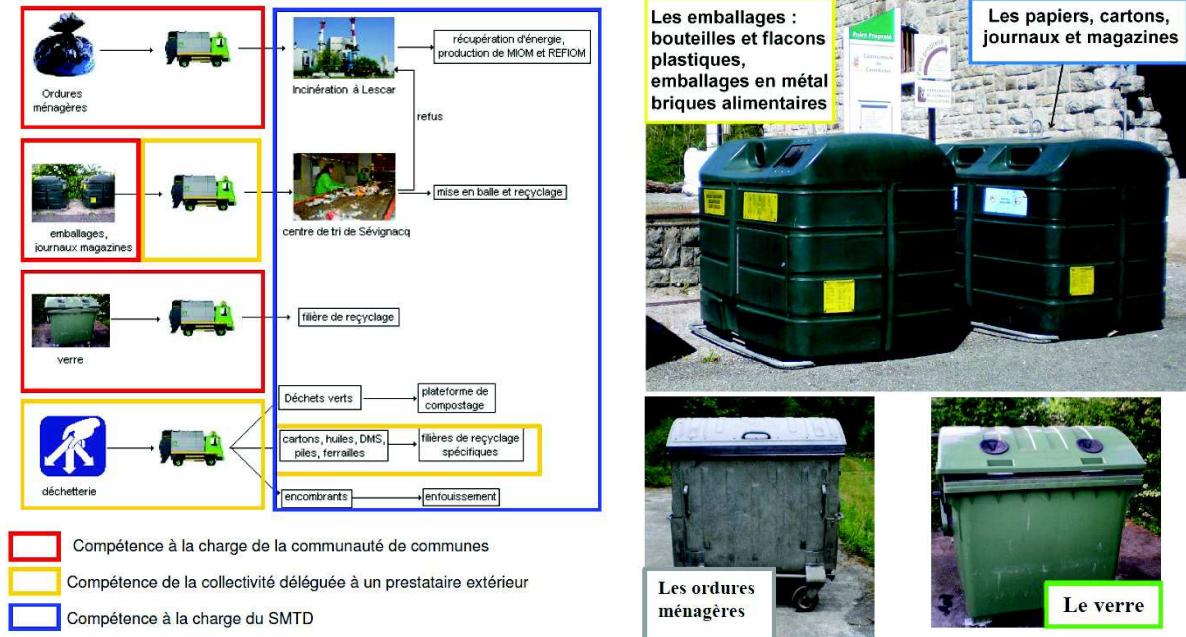 Ordures
ménagères
Incinération à Lescar
récupération d'énergie,
production de MIOM et REFIOM
refus
emballages,
journaux magazines
centre de tri de Sévignacq
mise en balle et recyclage
verre
filière de recyclage
déchetterie
Déchets verts
plateforme de
compostage
cartons, huiles, DMS,
piles, ferrailles
filières de recyclage
spécifiques
encombrants
enfouissement
Compétence à la charge de la communauté de communes
Compétence de la collectivité déléguée à un prestataire extérieur
Compétence à la charge du SMTD
Les emballages :
bouteilles et flacons
plastiques,
emballages en métal
briques alimentaires
Les papiers, cartons,
journaux et magazines
Point Propreté
Les ordures
ménagères
Le verre